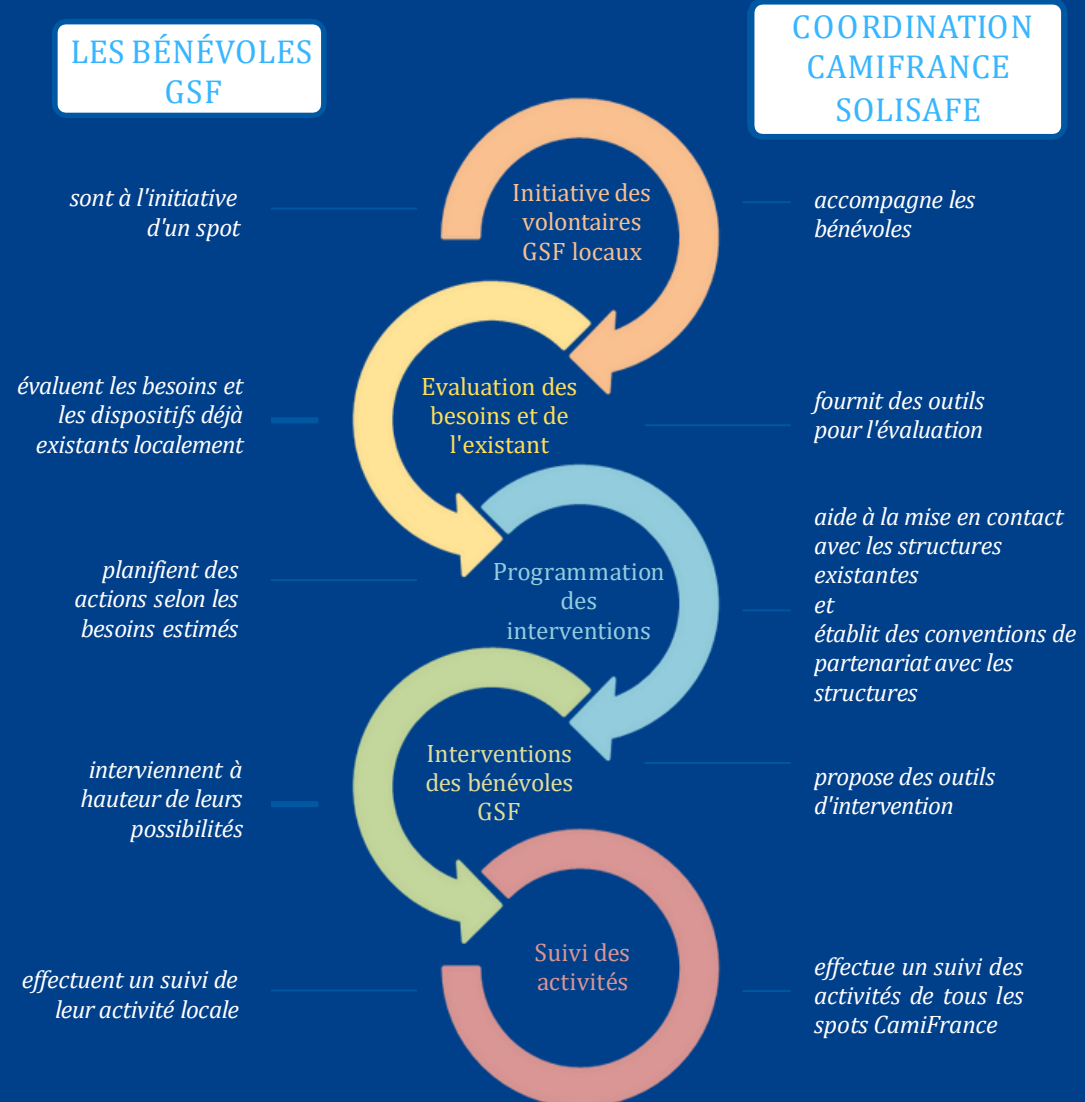 LES BÉNÉVOLES
GSF
COORDINATION
CAMIFRANCE
SOLISAFE
sont à l'initiative
d'un spot
Initiative des
volontaires
GSF locaux
accompagne les
bénévoles
évaluent les besoins et
les dispositifs déjà
existants localement
Evaluation des
besoins et de
l'existant
fournit des outils
pour l'évaluation
planifient des
actions selon les
besoins estimés
Programmation
des
interventions
aide à la mise en contact
avec les structures
existantes
et
établit des conventions de
partenariat avec les
structures
interviennent à
hauteur de leurs
possibilités
Interventions
des bénévoles
GSF
propose des outils
d'intervention
effectuent un suivi de
leur activité locale
Suivi des
activités
effectue un suivi des
activités de tous les
spots CamiFrance